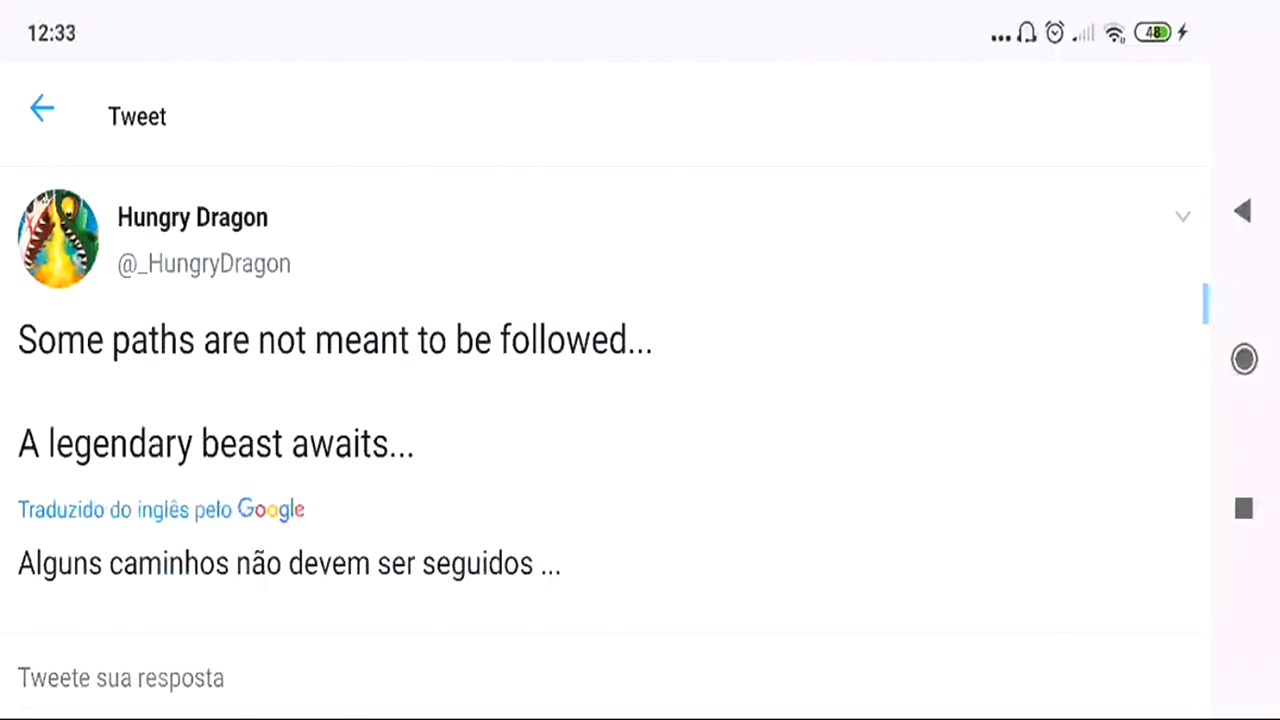 12:33
48
Tweet
Hungry Dragon
@_HungryDragon
Some paths are not meant to be followed...
A legendary beast awaits...
Traduzido do inglês pelo Google
Alguns caminhos não devem ser seguidos ...
Tweete sua resposta